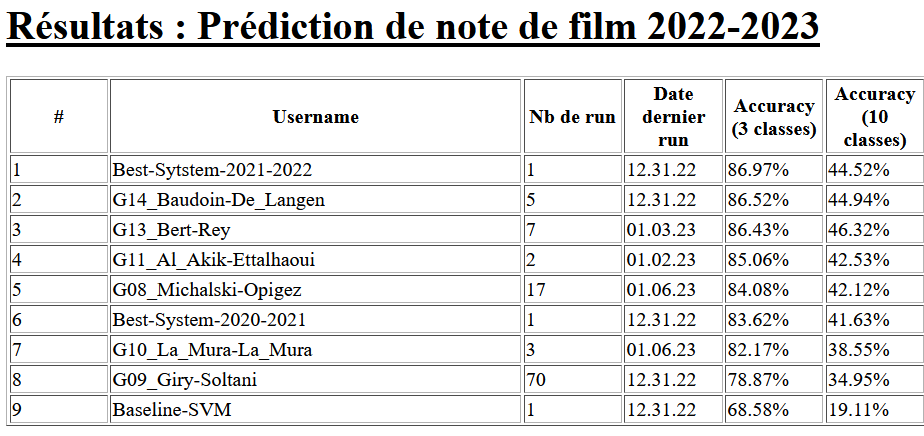 Résultats : Prédiction de note de film 2022-2023
# Username Nb de run Date dernier run Accuracy (3 classes) Accuracy (10 classes)
1 Best-Sytstem-2021-2022 1 12.31.22 86.97% 44.52%
2 G14_Baudoin-De_Langen 5 12.31.22 86.52% 44.94%
3 G13_Bert-Rey 7 01.03.23 86.43% 46.32%
4 G11_Al_Akik-Ettalhaoui 2 01.02.23 85.06% 42.53%
5 G08_Michalski-Opigez 17 01.06.23 84.08% 42.12%
6 Best-System-2020-2021 1 12.31.22 83.62% 41.63%
7 G10_La_Mura-La_Mura 3 01.06.23 82.17% 38.55%
8 G09_Giry-Soltani 70 12.31.22 78.87% 34.95%
9 Baseline-SVM 1 12.31.22 68.58% 19.11%